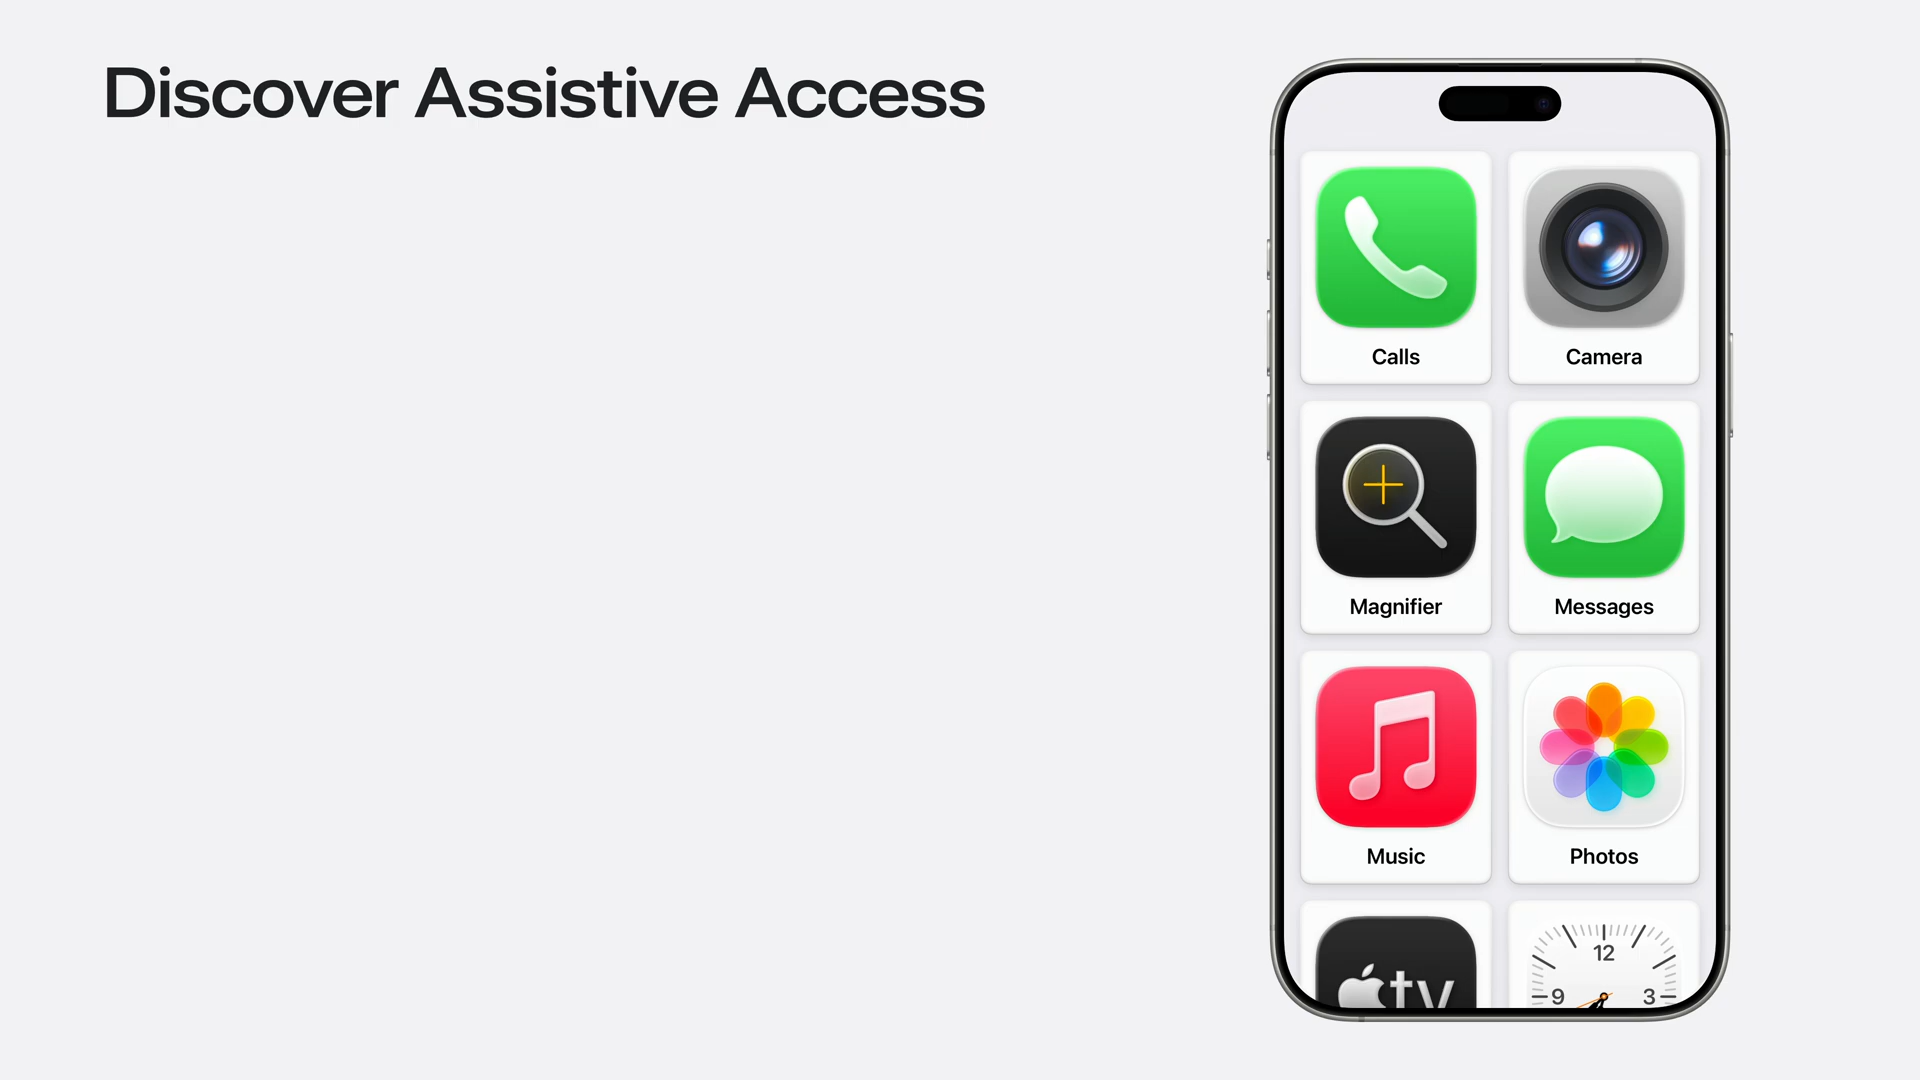 Discover Assistive Access
Calls
Camera
Magnifier
Messages
Music
Photos
tv
12
9
3